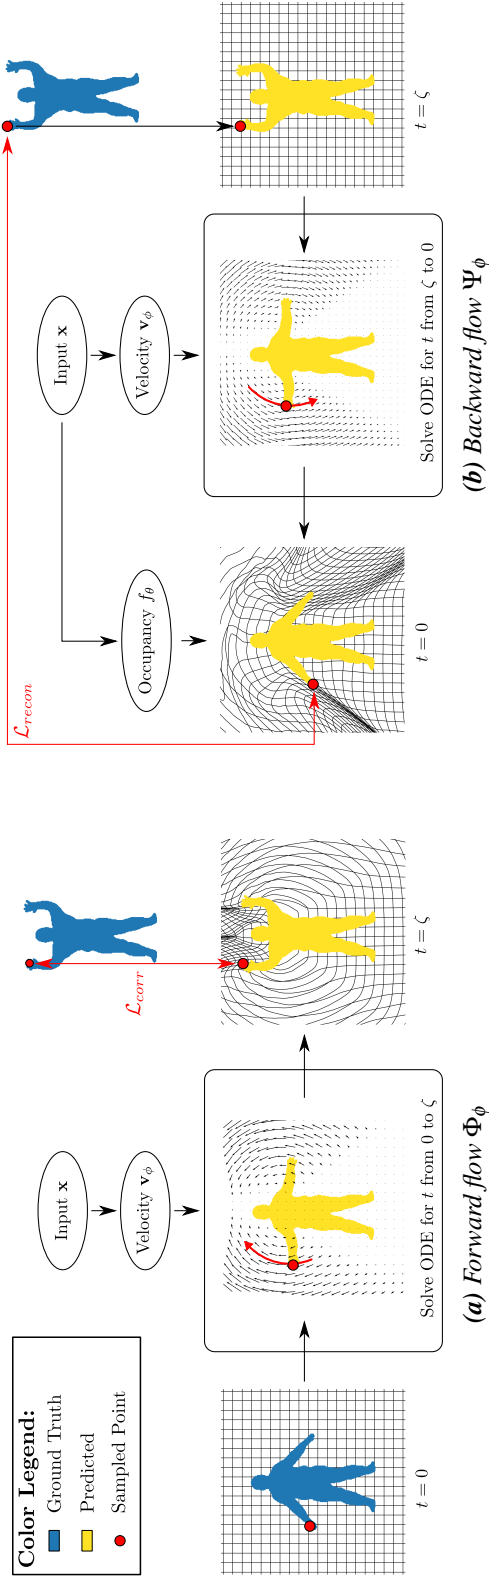 Color Legend:
Ground Truth
Predicted
Sampled Point
t = 0
Input x
Velocity v_ϕ
Solve ODE for t from 0 to ζ
ℒ_corr
t = ζ
(a) Forward flow Φ_ϕ
ℒ_recon
Occupancy f_θ
t = 0
Input x
Velocity v_ϕ
Solve ODE for t from ζ to 0
t = ζ
(b) Backward flow Ψ_ϕ